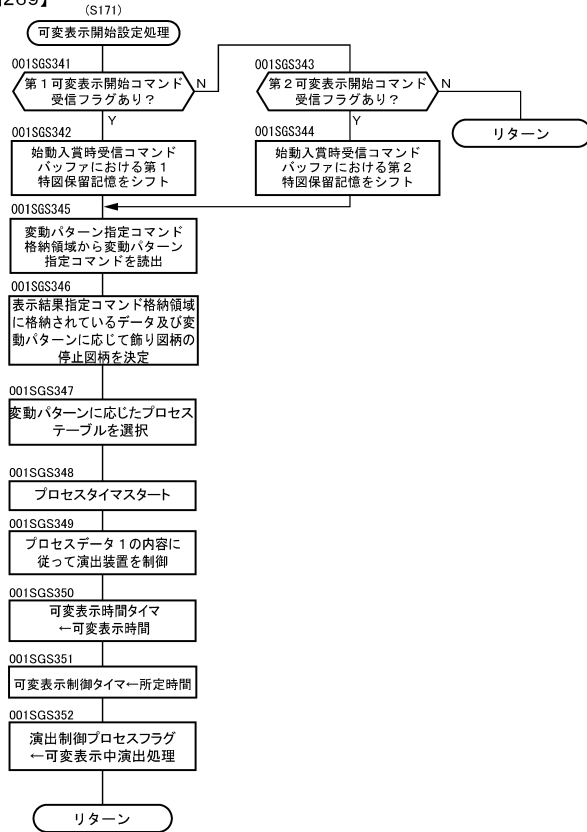 (S171)
可変表示開始設定処理
001SGS341
第１可変表示開始コマンド
受信フラグあり？
N
Y
001SGS343
第２可変表示開始コマンド
受信フラグあり？
N
Y
リターン
001SGS342
始動入賞時受信コマンド
バッファにおける第１
特図保留記憶をシフト
001SGS344
始動入賞時受信コマンド
バッファにおける第２
特図保留記憶をシフト
001SGS345
変動パターン指定コマンド
格納領域から変動パターン
指定コマンドを読出
001SGS346
表示結果指定コマンド格納領域
に格納されているデータ及び変
動パターンに応じて飾り図柄の
停止図柄を決定
001SGS347
変動パターンに応じたプロセス
テーブルを選択
001SGS348
プロセスタイマスタート
001SGS349
プロセスデータ１の内容に
従って演出装置を制御
001SGS350
可変表示時間タイマ
←可変表示時間
001SGS351
可変表示制御タイマ←所定時間
001SGS352
演出制御プロセスフラグ
←可変表示中演出処理
リターン